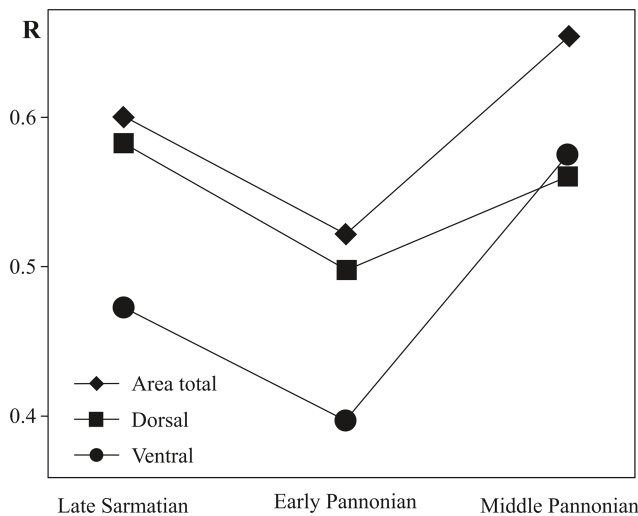 R
0.6
0.5
0.4
Area total
Dorsal
Ventral
Late Sarmatian
Early Pannonian
Middle Pannonian